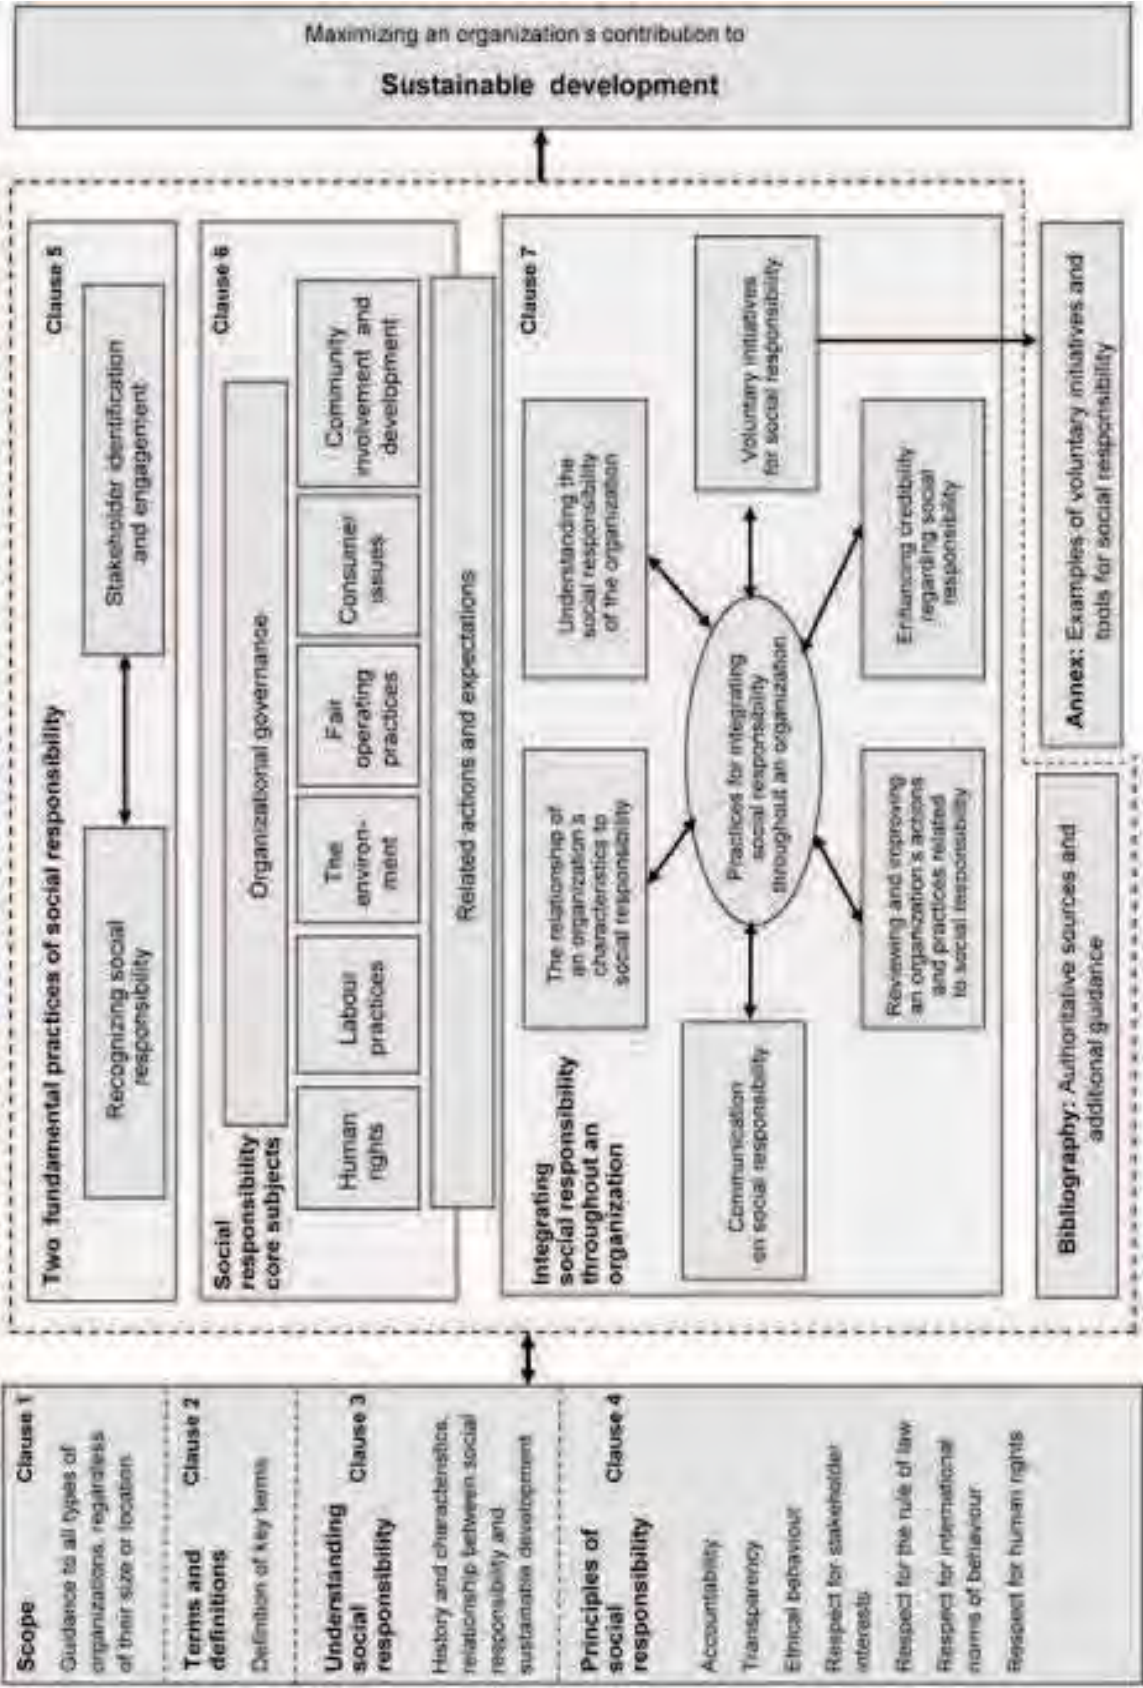 Scope Clause 1
Guidance to all types of
organizations, regardless
of their size or location
Terms and
definitions
Clause 2
Definition of key terms
Understanding
social
responsibility
Clause 3
History and characteristics,
relationship between social
responsibility and
sustainable development
Principles of
social
responsibility
Clause 4
Accountability
Transparency
Ethical behaviour
Respect for stakeholder
interests
Respect for the rule of law
Respect for international
norms of behaviour
Respect for human rights
Two fundamental practices of social responsibility
Clause 5
Recognizing social
responsibility
Stakeholder identification
and engagement
Social
responsibility
core subjects
Clause 6
Organizational governance
Human
rights
Labour
practices
The
environ-
ment
Fair
operating
practices
Consumer
issues
Community
involvement and
development
Related actions and expectations
Integrating
social responsibility
throughout an
organization
Clause 7
The relationship of
an organization's
characteristics to
social responsibility
Understanding the
social responsibility
of the organization
Communication
on social responsibility
Practices for integrating
social responsibility
throughout an organization
Voluntary initiatives
for social responsibility
Reviewing and improving
an organization's actions
and practices related
to social responsibility
Enhancing credibility
regarding social
responsibility
Bibliography: Authoritative sources and
additional guidance
Annex: Examples of voluntary initiatives and
tools for social responsibility
Maximizing an organization's contribution to
Sustainable development